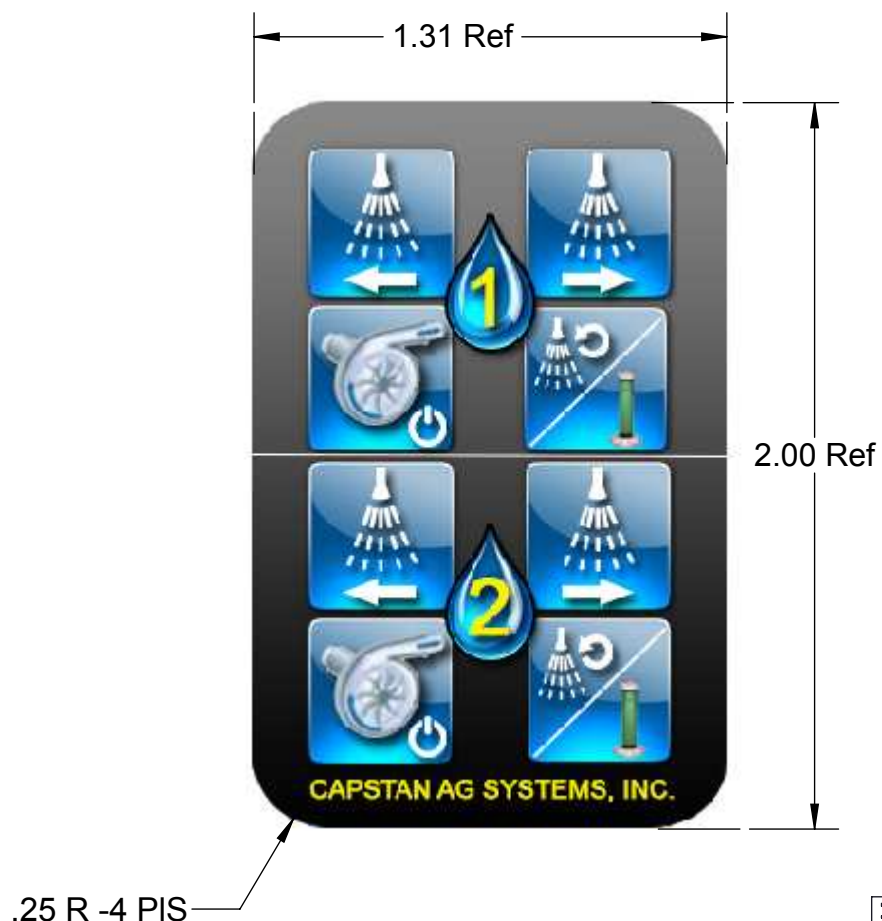 1.31 Ref
1
2.00 Ref
2
CAPSTAN AG SYSTEMS, INC.
.25 R -4 PlS